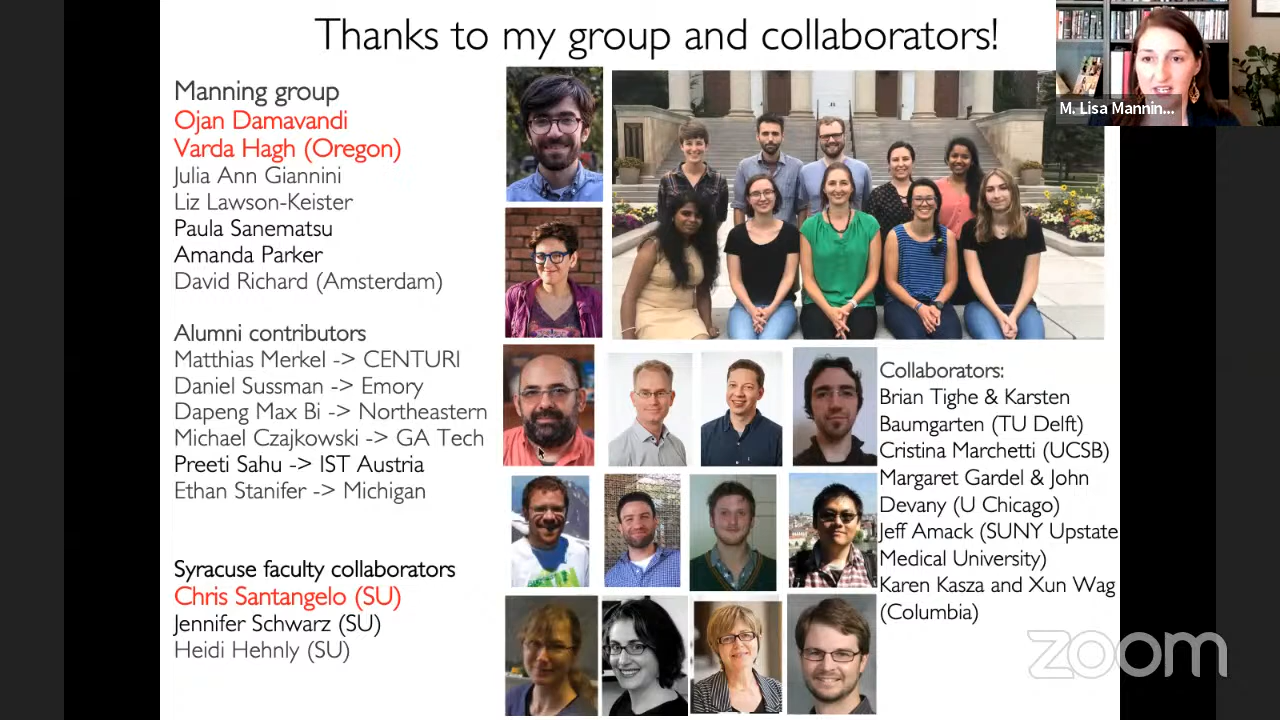 Thanks to my group and collaborators!
M. Lisa Mannin...
Manning group
Ojan Damavandi
Varda Hagh (Oregon)
Julia Ann Giannini
Liz Lawson-Keister
Paula Sanematsu
Amanda Parker
David Richard (Amsterdam)
Alumni contributors
Matthias Merkel -> CENTURI
Daniel Sussman -> Emory
Dapeng Max Bi -> Northeastern
Michael Czajkowski -> GA Tech
Preeti Sahu -> IST Austria
Ethan Stanifer -> Michigan
Syracuse faculty collaborators
Chris Santangelo (SU)
Jennifer Schwarz (SU)
Heidi Hehnly (SU)
Collaborators:
Brian Tighe & Karsten
Baumgarten (TU Delft)
Cristina Marchetti (UCSB)
Margaret Gardel & John
Devany (U Chicago)
Jeff Amack (SUNY Upstate
Medical University)
Karen Kasza and Xun Wag
(Columbia)
zoom